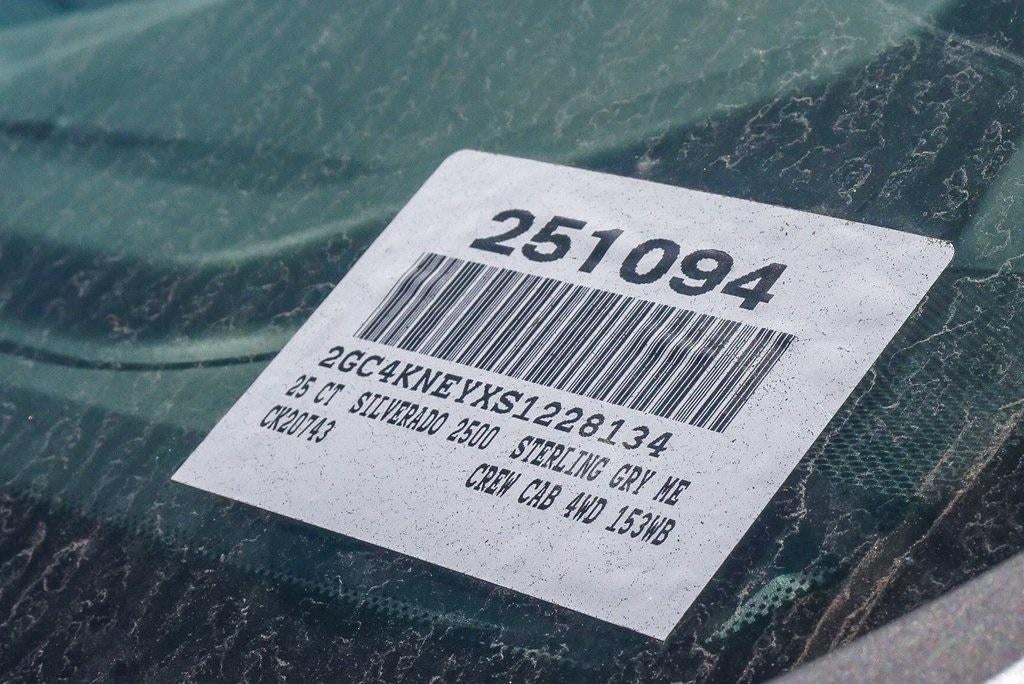 251094
2GC4KNEYXS1228134
25 CT SILVERADO 2500 STERLING GRY ME
CK20743 CREW CAB 4WD 153WB